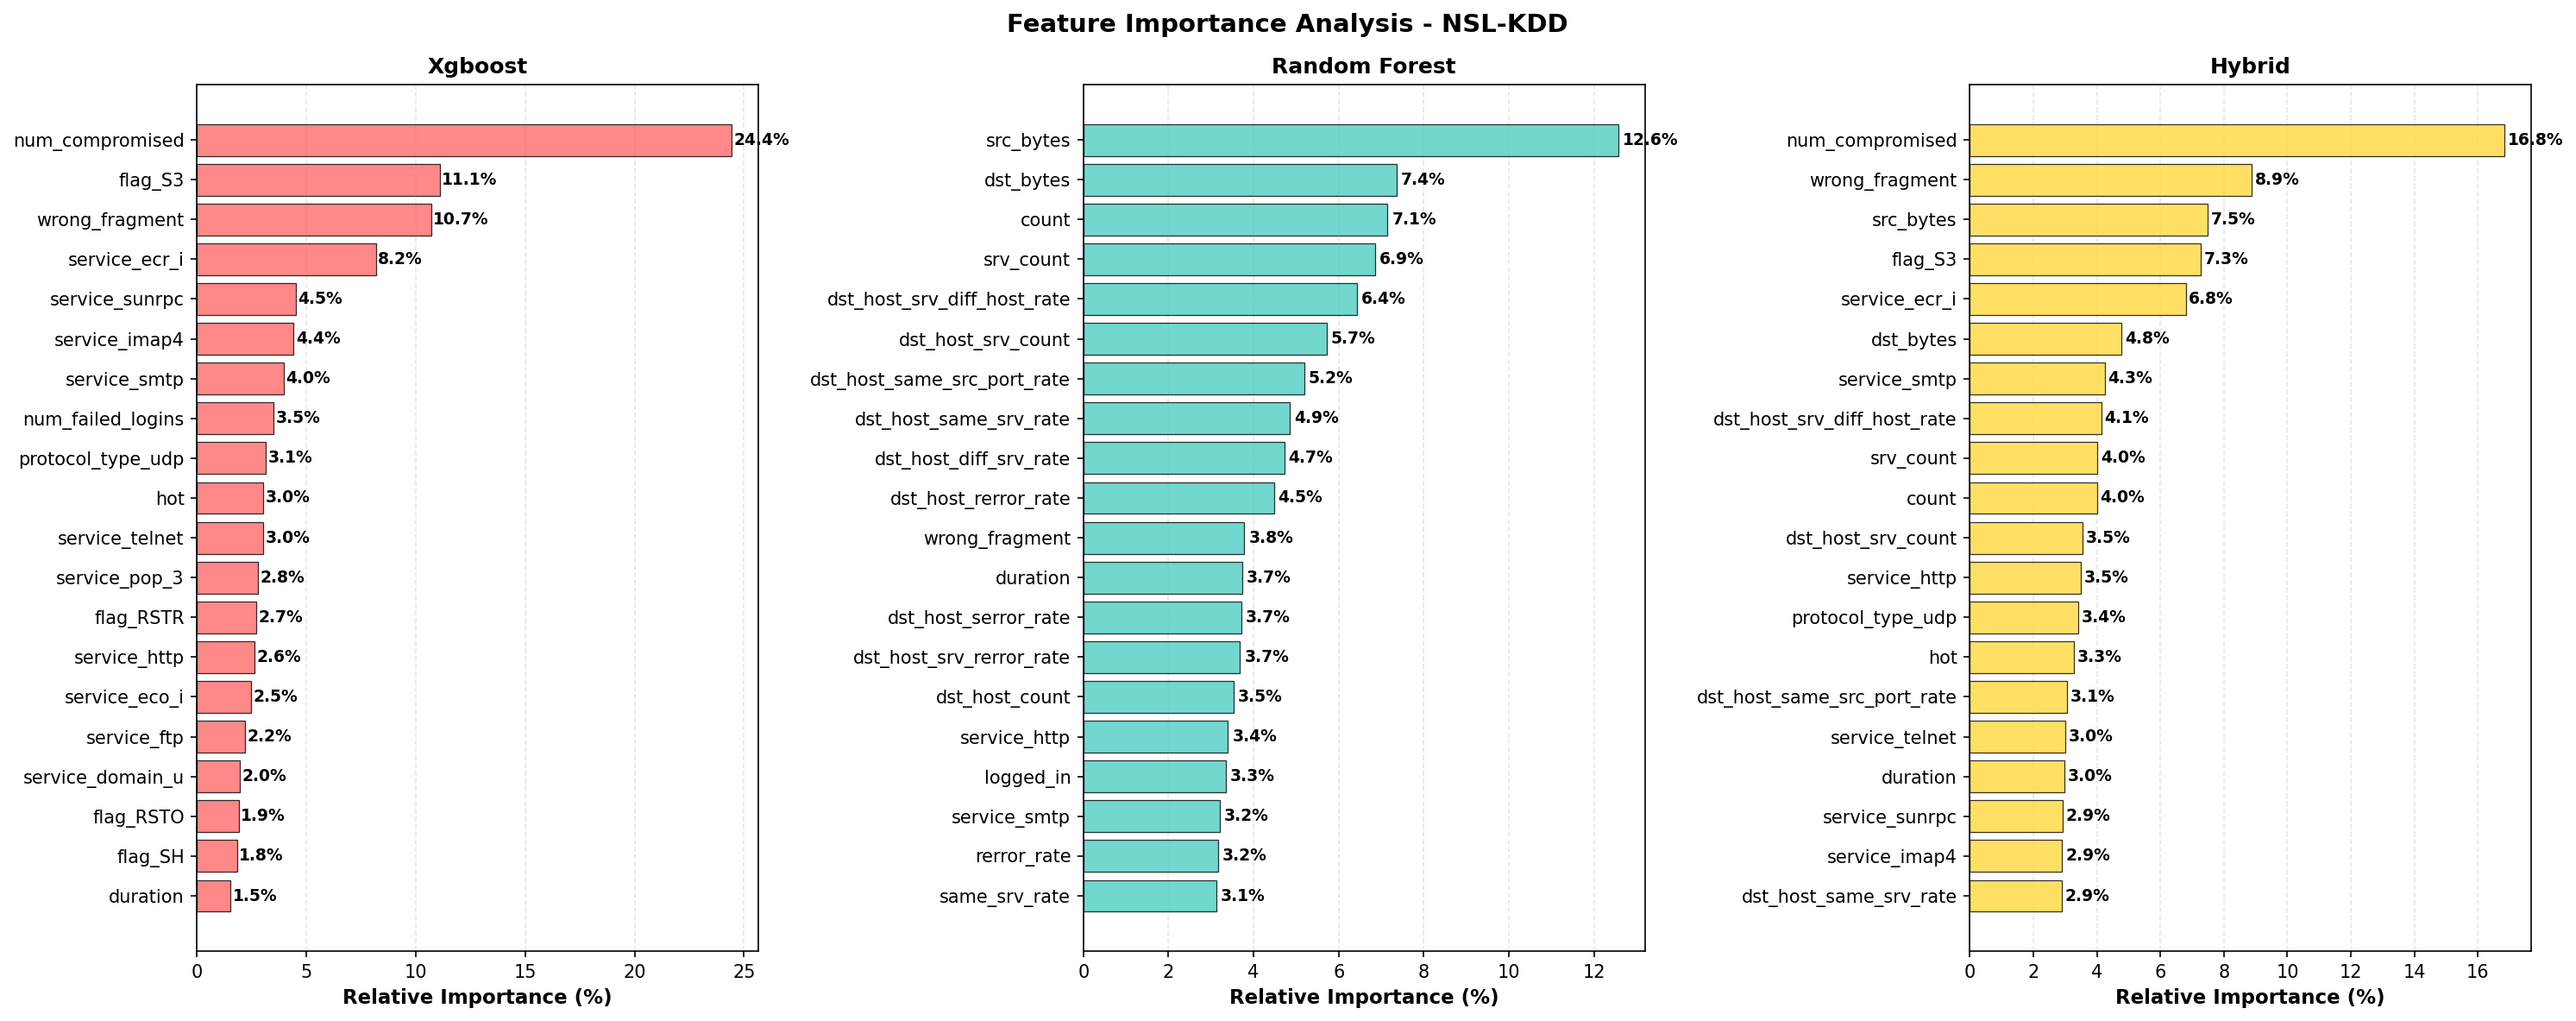 Feature Importance Analysis - NSL-KDD
Xgboost
num_compromised 24.4%
flag_S3 11.1%
wrong_fragment 10.7%
service_ecr_i 8.2%
service_sunrpc 4.5%
service_imap4 4.4%
service_smtp 4.0%
num_failed_logins 3.5%
protocol_type_udp 3.1%
hot 3.0%
service_telnet 3.0%
service_pop_3 2.8%
flag_RSTR 2.7%
service_http 2.6%
service_eco_i 2.5%
service_ftp 2.2%
service_domain_u 2.0%
flag_RSTO 1.9%
flag_SH 1.8%
duration 1.5%
0 5 10 15 20 25
Relative Importance (%)
Random Forest
src_bytes 12.6%
dst_bytes 7.4%
count 7.1%
srv_count 6.9%
dst_host_srv_diff_host_rate 6.4%
dst_host_srv_count 5.7%
dst_host_same_src_port_rate 5.2%
dst_host_same_srv_rate 4.9%
dst_host_diff_srv_rate 4.7%
dst_host_rerror_rate 4.5%
wrong_fragment 3.8%
duration 3.7%
dst_host_serror_rate 3.7%
dst_host_srv_rerror_rate 3.7%
dst_host_count 3.5%
service_http 3.4%
logged_in 3.3%
service_smtp 3.2%
rerror_rate 3.2%
same_srv_rate 3.1%
0 2 4 6 8 10 12
Relative Importance (%)
Hybrid
num_compromised 16.8%
wrong_fragment 8.9%
src_bytes 7.5%
flag_S3 7.3%
service_ecr_i 6.8%
dst_bytes 4.8%
service_smtp 4.3%
dst_host_srv_diff_host_rate 4.1%
srv_count 4.0%
count 4.0%
dst_host_srv_count 3.5%
service_http 3.5%
protocol_type_udp 3.4%
hot 3.3%
dst_host_same_src_port_rate 3.1%
service_telnet 3.0%
duration 3.0%
service_sunrpc 2.9%
service_imap4 2.9%
dst_host_same_srv_rate 2.9%
0 2 4 6 8 10 12 14 16
Relative Importance (%)